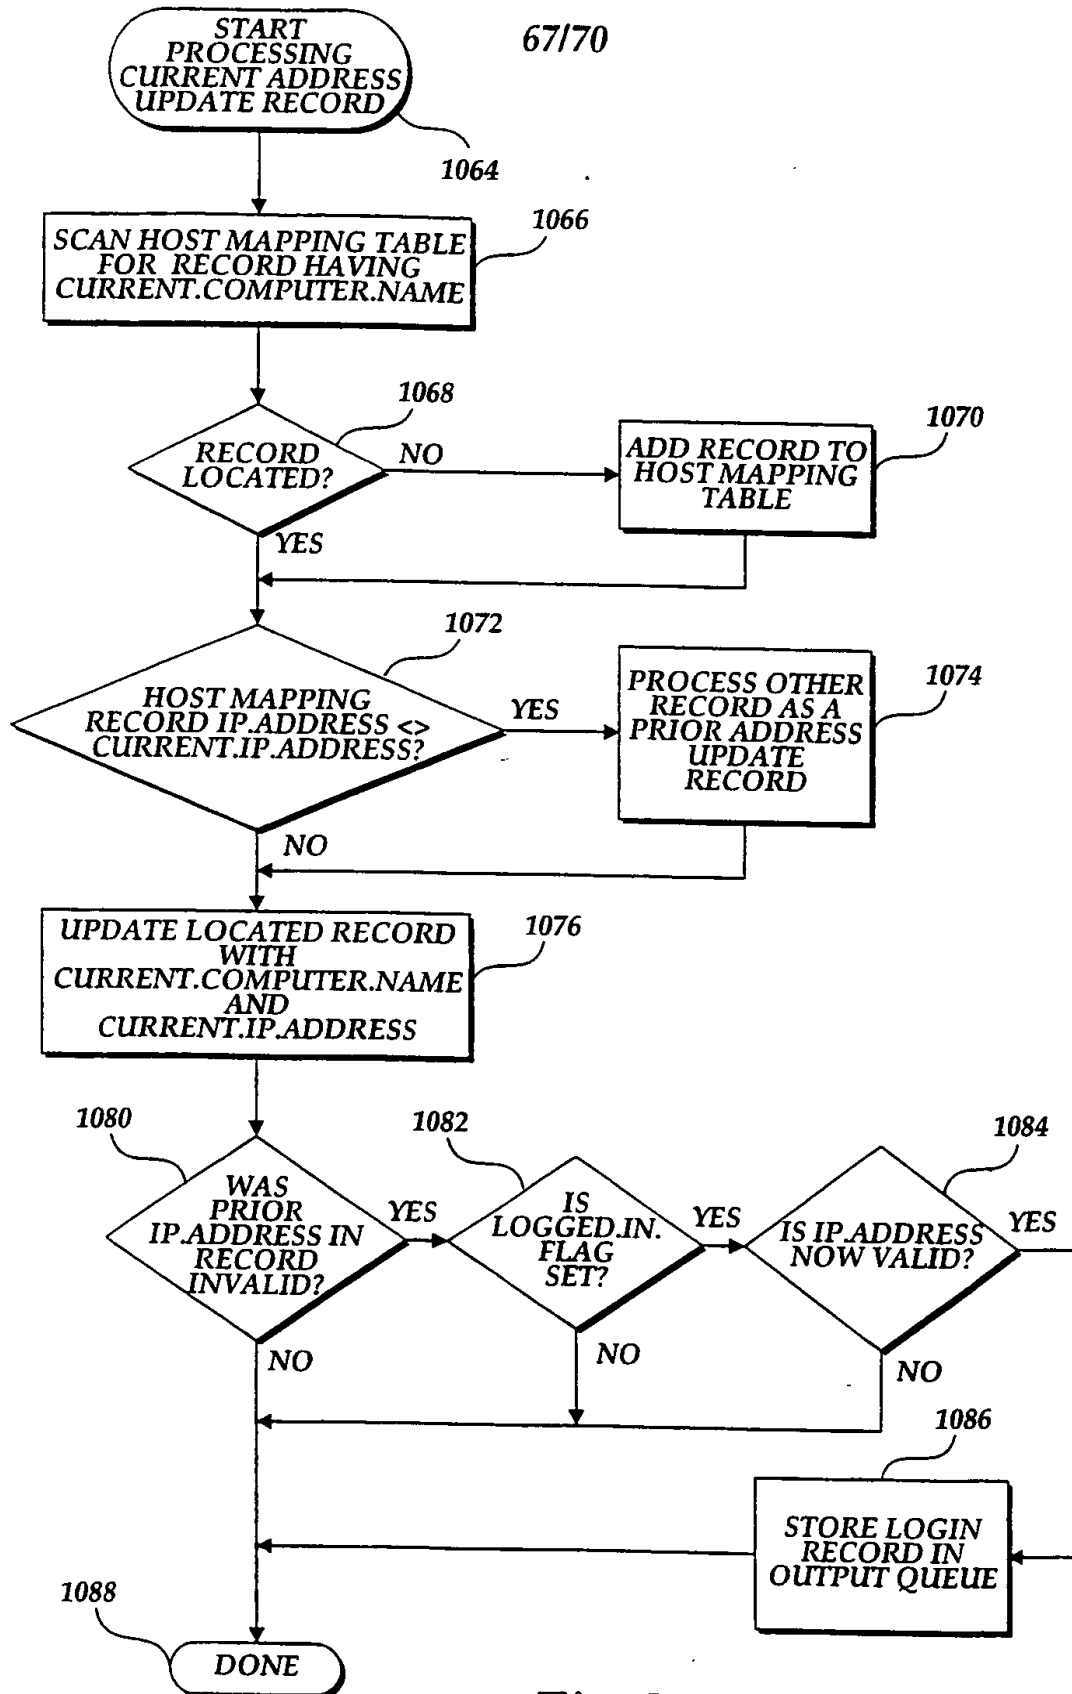 67/70
START
PROCESSING
CURRENT ADDRESS
UPDATE RECORD
1064
SCAN HOST MAPPING TABLE
FOR RECORD HAVING
CURRENT.COMPUTER.NAME
1066
RECORD
LOCATED?
1068
NO
YES
ADD RECORD TO
HOST MAPPING
TABLE
1070
HOST MAPPING
RECORD IP.ADDRESS <>
CURRENT.IP.ADDRESS?
1072
YES
NO
PROCESS OTHER
RECORD AS A
PRIOR ADDRESS
UPDATE
RECORD
1074
UPDATE LOCATED RECORD
WITH
CURRENT.COMPUTER.NAME
AND
CURRENT.IP.ADDRESS
1076
1080
WAS
PRIOR
IP.ADDRESS IN
RECORD
INVALID?
YES
NO
1082
IS
LOGGED.IN.
FLAG
SET?
YES
NO
1084
IS IP.ADDRESS
NOW VALID?
YES
NO
1086
STORE LOGIN
RECORD IN
OUTPUT QUEUE
1088
DONE